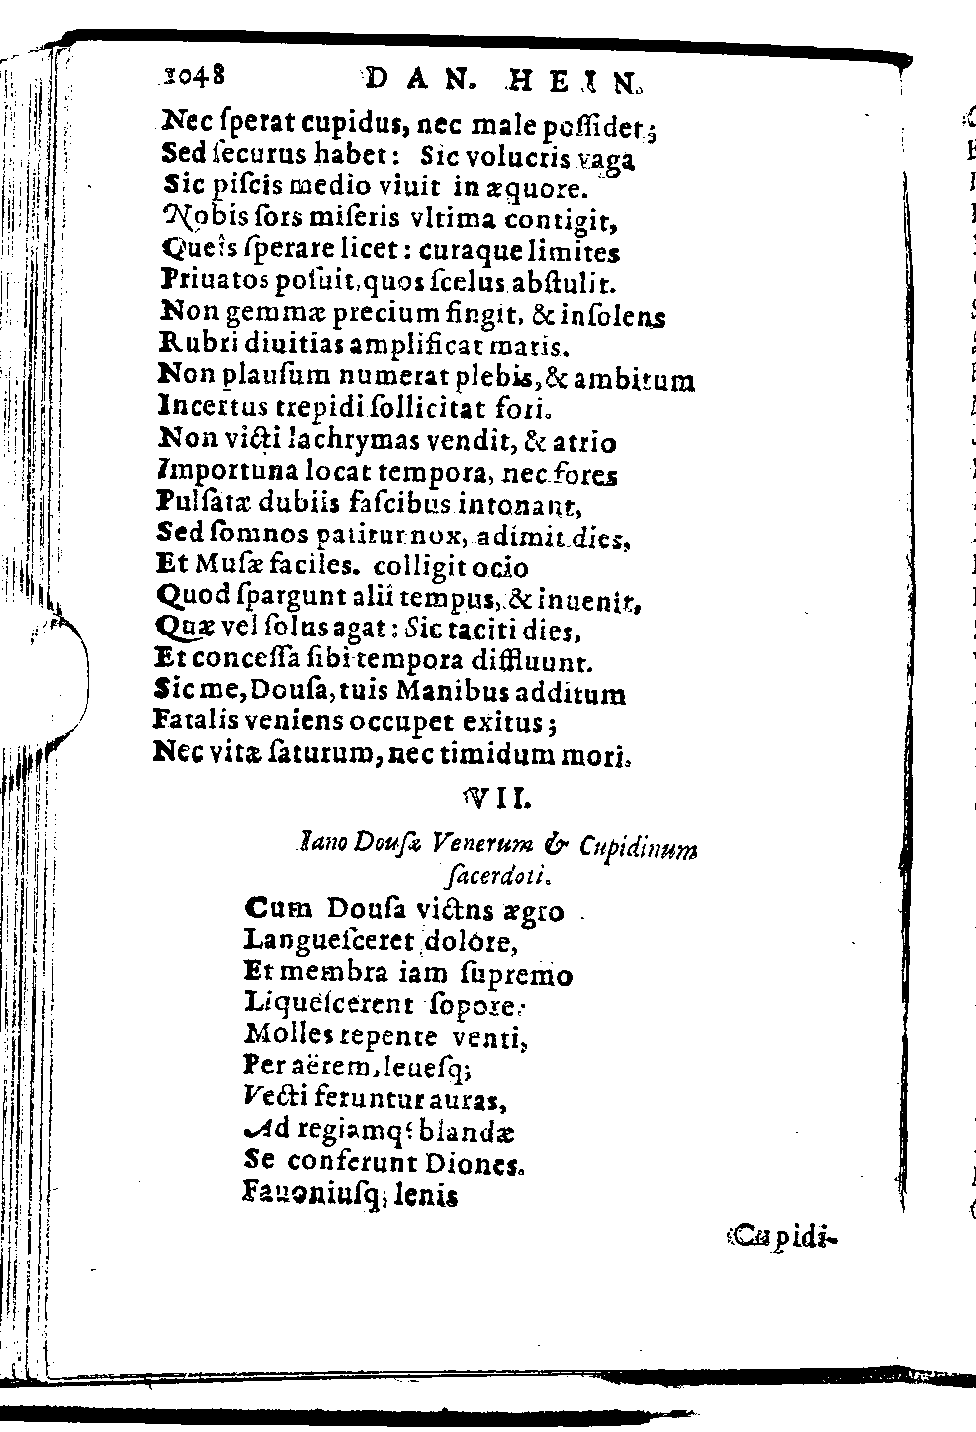 1048 DAN. HEIN.
Nec ſperat cupidus, nec male poſſidet;
Sed ſecurus habet: Sic volucris vaga
Sic piſcis medio viuit in æquore.
Nobis ſors miſeris vltima contigit,
Queîs ſperare licet: curaque limites
Priuatos poſuit, quos ſcelus abſtulit.
Non gemmæ precium fingit, & inſolens
Rubri diuitias amplificat maris.
Non plauſum numerat plebis, & ambitum
Incertus trepidi ſollicitat fori.
Non victi lachrymas vendit, & atrio
Importuna locat tempora, nec fores
Pulſatæ dubiis faſcibus intonant,
Sed ſomnos patitur nox, adimit dies,
Et Muſæ faciles. colligit ocio
Quod ſpargunt alii tempus, & inuenit,
Quæ vel ſolus agat: Sic taciti dies,
Et conceſſa ſibi tempora diffluunt.
Sic me, Douſa, tuis Manibus additum
Fatalis veniens occupet exitus;
Nec vitæ ſaturum, nec timidum mori.
VII.
Iano Douſæ Venerum & Cupidinum
ſacerdoti.
Cum Douſa victns ægro
Langueſceret dolore,
Et membra iam ſupremo
Liqueſcerent ſopore:
Molles repente venti,
Per aërem, leueſq;
Vecti feruntur auras,
Ad regiamq; blandæ
Se conferunt Diones.
Fauoniuſq; lenis
Cupidi-